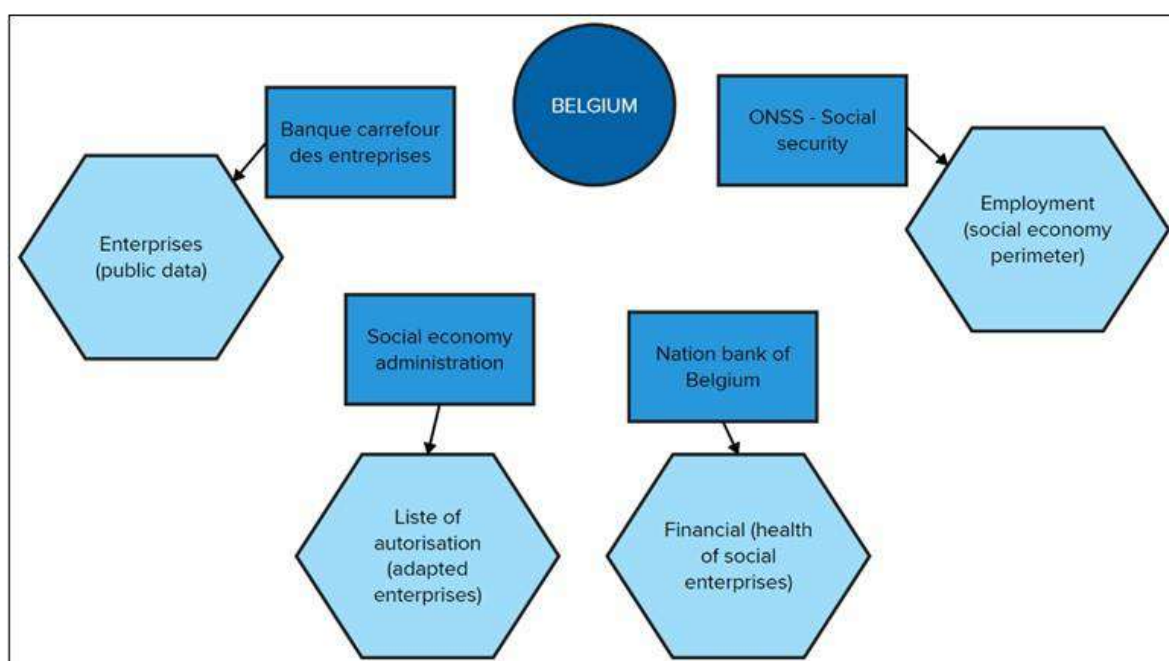 BELGIUM
Banque carrefour
des entreprises
ONSS - Social
security
Enterprises
(public data)
Employment
(social economy
perimeter)
Social economy
administration
Nation bank of
Belgium
Liste of
autorisation
(adapted
enterprises)
Financial (health
of social
enterprises)